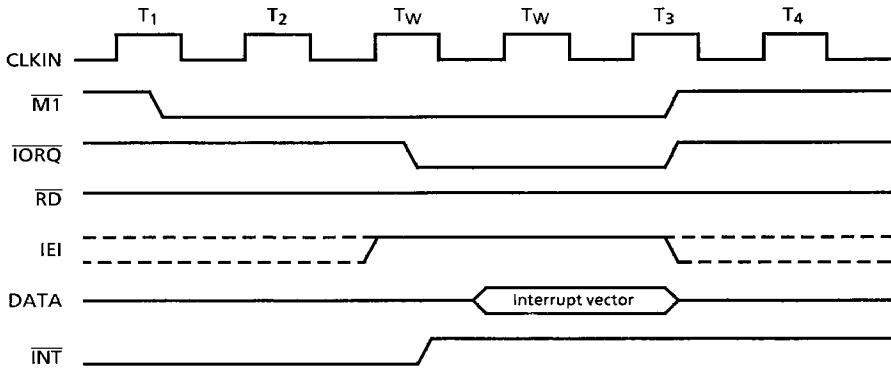 T1 T2 TW TW T3 T4
CLKIN
M1
IORQ
RD
IEI
DATA Interrupt vector
INT